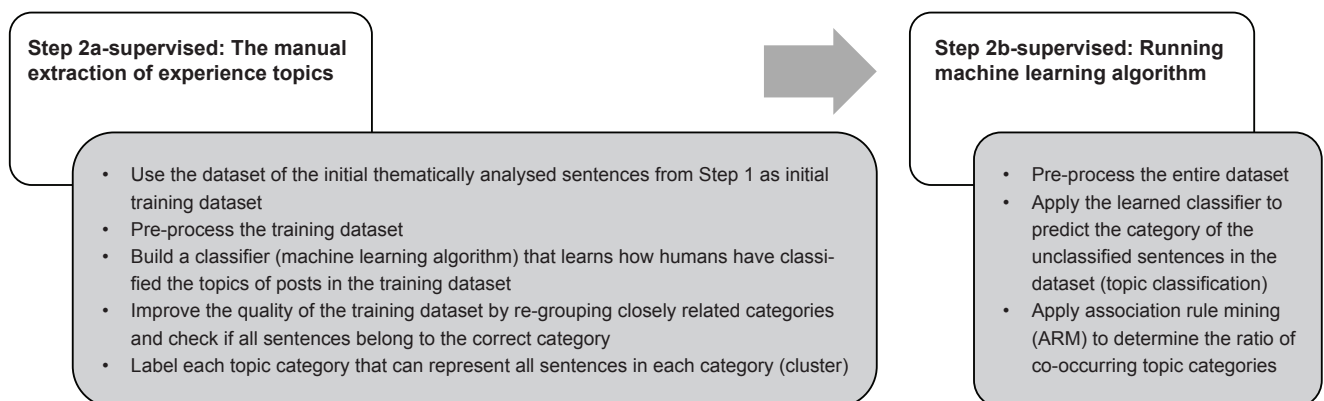 Step 2a-supervised: The manual
extraction of experience topics
• Use the dataset of the initial thematically analysed sentences from Step 1 as initial
training dataset
• Pre-process the training dataset
• Build a classifier (machine learning algorithm) that learns how humans have classi-
fied the topics of posts in the training dataset
• Improve the quality of the training dataset by re-grouping closely related categories
and check if all sentences belong to the correct category
• Label each topic category that can represent all sentences in each category (cluster)
Step 2b-supervised: Running
machine learning algorithm
• Pre-process the entire dataset
• Apply the learned classifier to
predict the category of the
unclassified sentences in the
dataset (topic classification)
• Apply association rule mining
(ARM) to determine the ratio of
co-occurring topic categories